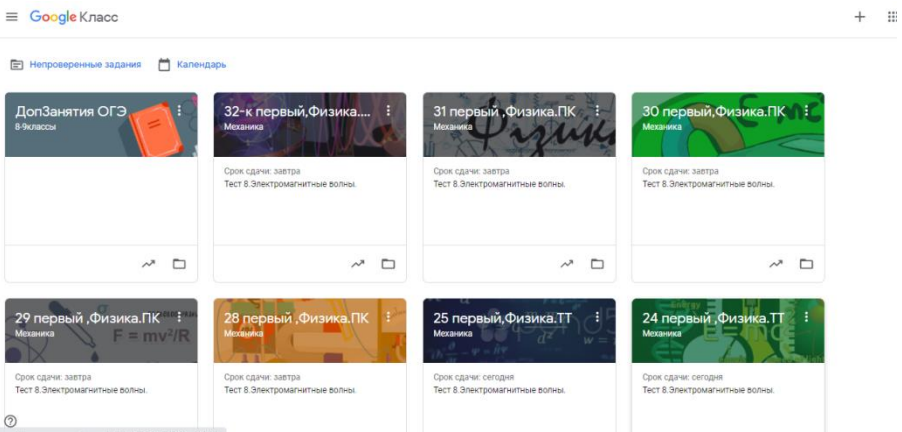 Google Класс
Непроверенные задания Календарь
ДопЗанятия ОГЭ
8-9классы
32-к первый,Физика....
Механика
Срок сдачи: завтра
Тест 8.Электромагнитные волны.
31 первый ,Физика.ПК
Механика
Физика
Срок сдачи: завтра
Тест 8.Электромагнитные волны.
30 первый ,Физика.ПК
Механика
Срок сдачи: завтра
Тест 8.Электромагнитные волны.
29 первый ,Физика.ПК
Механика
F = mv²/R
Срок сдачи: завтра
Тест 8.Электромагнитные волны.
28 первый ,Физика.ПК
Механика
Срок сдачи: завтра
Тест 8.Электромагнитные волны.
25 первый,Физика.ТТ
Механика
Срок сдачи: сегодня
Тест 8.Электромагнитные волны.
Energy
24 первый ,Физика.ТТ
Механика
Срок сдачи: сегодня
Тест 8.Электромагнитные волны.